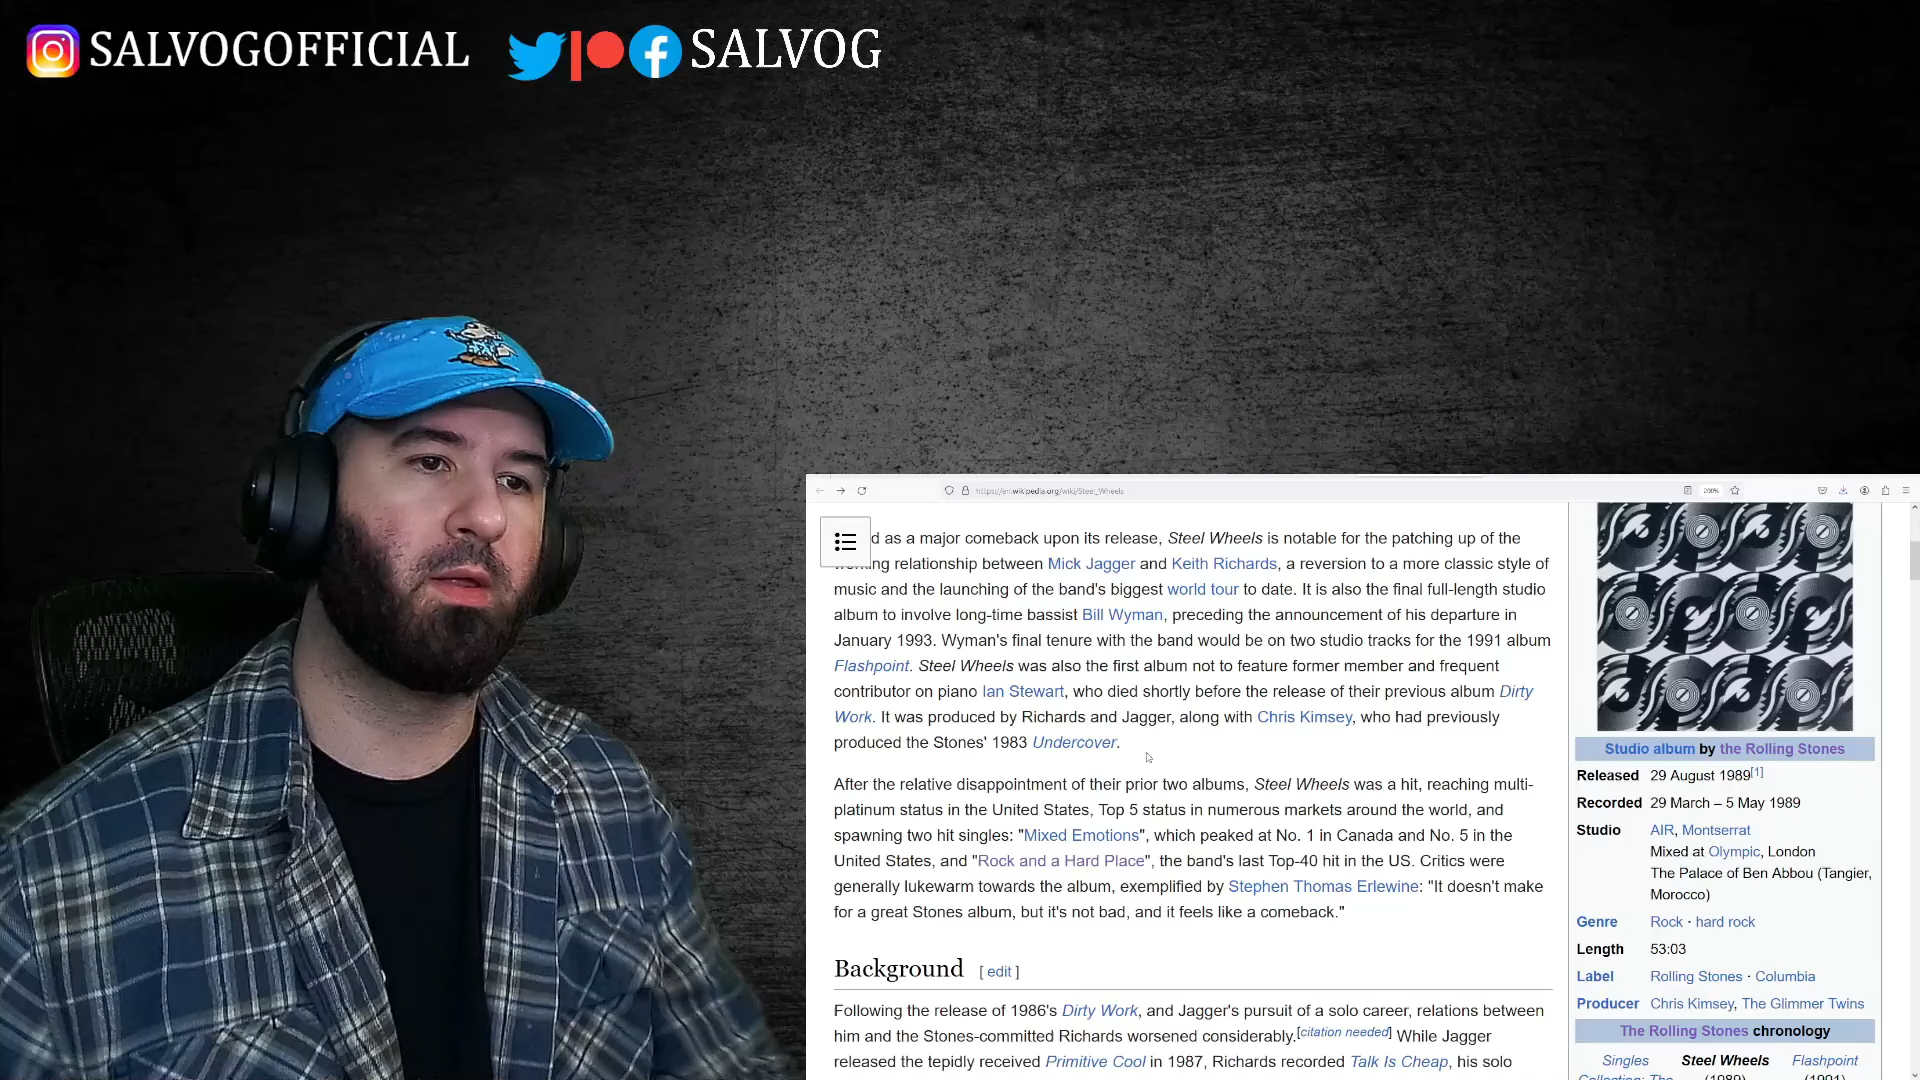 SALVOGOFFICIAL SALVOG
https://en.wikipedia.org/wiki/Steel_Wheels
200%
d as a major comeback upon its release, Steel Wheels is notable for the patching up of the
working relationship between Mick Jagger and Keith Richards, a reversion to a more classic style of
music and the launching of the band's biggest world tour to date. It is also the final full-length studio
album to involve long-time bassist Bill Wyman, preceding the announcement of his departure in
January 1993. Wyman's final tenure with the band would be on two studio tracks for the 1991 album
Flashpoint. Steel Wheels was also the first album not to feature former member and frequent
contributor on piano Ian Stewart, who died shortly before the release of their previous album Dirty
Work. It was produced by Richards and Jagger, along with Chris Kimsey, who had previously
produced the Stones' 1983 Undercover.
After the relative disappointment of their prior two albums, Steel Wheels was a hit, reaching multi-
platinum status in the United States, Top 5 status in numerous markets around the world, and
spawning two hit singles: "Mixed Emotions", which peaked at No. 1 in Canada and No. 5 in the
United States, and "Rock and a Hard Place", the band's last Top-40 hit in the US. Critics were
generally lukewarm towards the album, exemplified by Stephen Thomas Erlewine: "It doesn't make
for a great Stones album, but it's not bad, and it feels like a comeback."
Background [ edit ]
Following the release of 1986's Dirty Work, and Jagger's pursuit of a solo career, relations between
him and the Stones-committed Richards worsened considerably.[citation needed] While Jagger
released the tepidly received Primitive Cool in 1987, Richards recorded Talk Is Cheap, his solo
Studio album by the Rolling Stones
Released 29 August 1989[1]
Recorded 29 March – 5 May 1989
Studio AIR, Montserrat
Mixed at Olympic, London
The Palace of Ben Abbou (Tangier,
Morocco)
Genre Rock · hard rock
Length 53:03
Label Rolling Stones · Columbia
Producer Chris Kimsey, The Glimmer Twins
The Rolling Stones chronology
Singles Steel Wheels Flashpoint
Collection: The (1989) (1991)